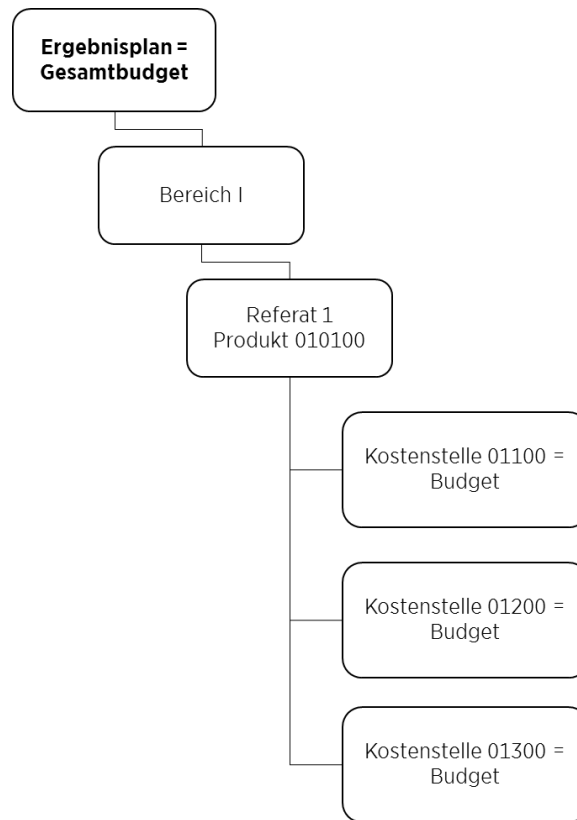 Ergebnisplan =
Gesamtbudget
Bereich I
Referat 1
Produkt 010100
Kostenstelle 01100 =
Budget
Kostenstelle 01200 =
Budget
Kostenstelle 01300 =
Budget